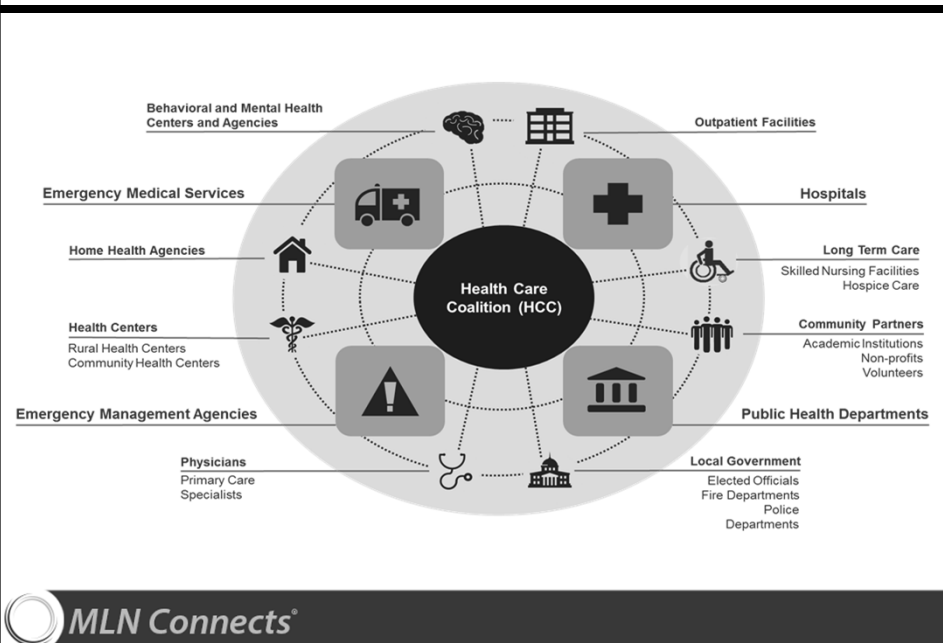 Behavioral and Mental Health
Centers and Agencies
Outpatient Facilities
Emergency Medical Services
Hospitals
Home Health Agencies
Long Term Care
Skilled Nursing Facilities
Hospice Care
Health Care
Coalition (HCC)
Health Centers
Rural Health Centers
Community Health Centers
Community Partners
Academic Institutions
Non-profits
Volunteers
Emergency Management Agencies
Public Health Departments
Physicians
Primary Care
Specialists
Local Government
Elected Officials
Fire Departments
Police
Departments
MLN Connects®